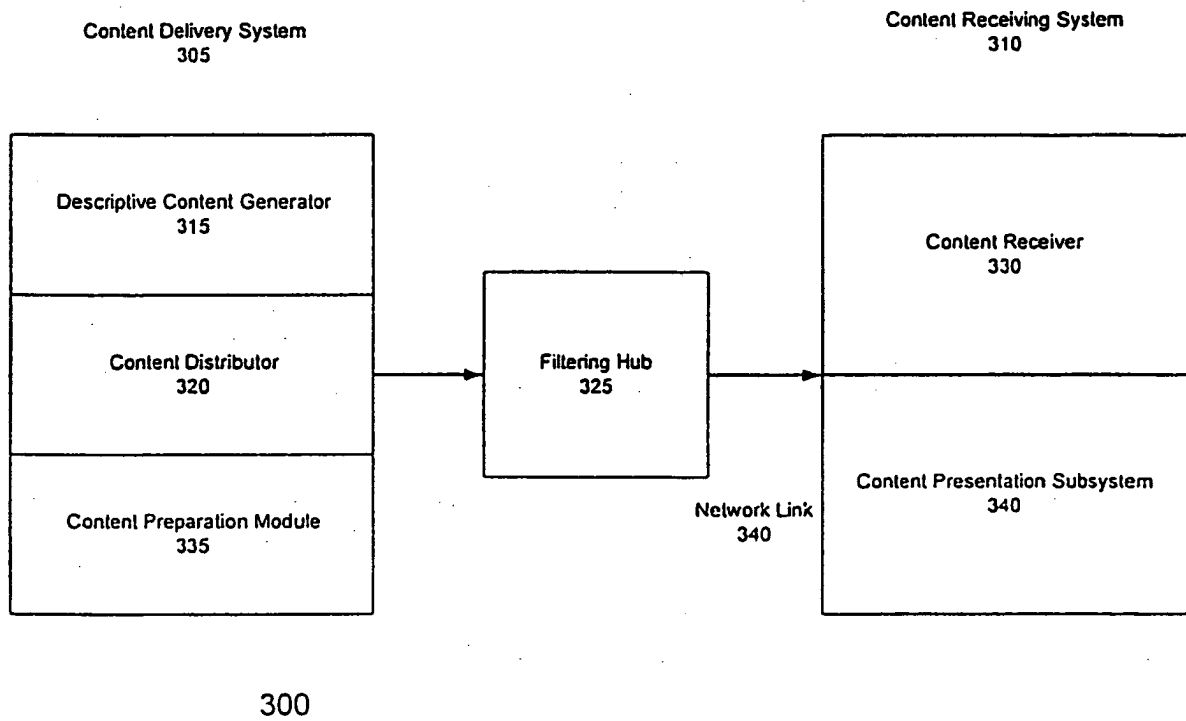 Content Delivery System
305
Content Receiving System
310
Descriptive Content Generator
315
Content Distributor
320
Content Preparation Module
335
Filtering Hub
325
Network Link
340
Content Receiver
330
Content Presentation Subsystem
340
300